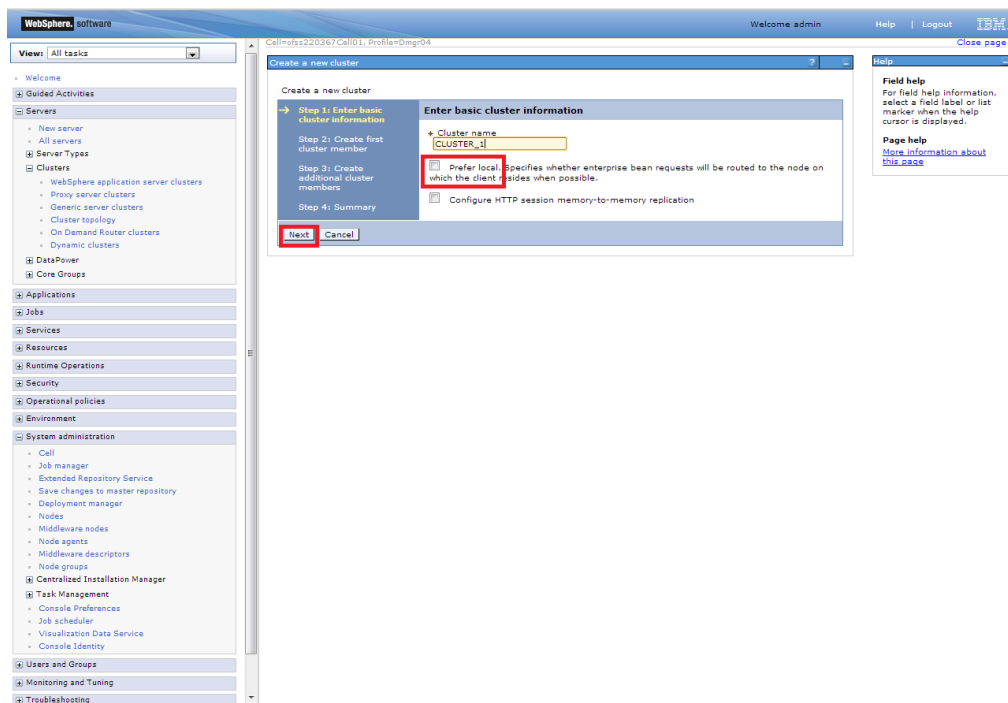 WebSphere. software
Welcome admin
Help | Logout
IBM.
View: All tasks
Welcome
Guided Activities
Servers
New server
All servers
Server Types
Clusters
WebSphere application server clusters
Proxy server clusters
Generic server clusters
Cluster topology
On Demand Router clusters
Dynamic clusters
DataPower
Core Groups
Applications
Jobs
Services
Resources
Runtime Operations
Security
Operational policies
Environment
System administration
Cell
Job manager
Extended Repository Service
Save changes to master repository
Deployment manager
Nodes
Middleware nodes
Node agents
Middleware descriptors
Node groups
Centralized Installation Manager
Task Management
Console Preferences
Job scheduler
Visualization Data Service
Console Identity
Users and Groups
Monitoring and Tuning
Troubleshooting
Cell=ofss220367Cell01, Profile=Dmgr04
Close page
Create a new cluster
?
Create a new cluster
Step 1: Enter basic
cluster information
Step 2: Create first
cluster member
Step 3: Create
additional cluster
members
Step 4: Summary
Enter basic cluster information
Cluster name
CLUSTER_1
Prefer local. Specifies whether enterprise bean requests will be routed to the node on
which the client resides when possible.
Configure HTTP session memory-to-memory replication
Next
Cancel
Help
Field help
For field help information,
select a field label or list
marker when the help
cursor is displayed.
Page help
More information about
this page